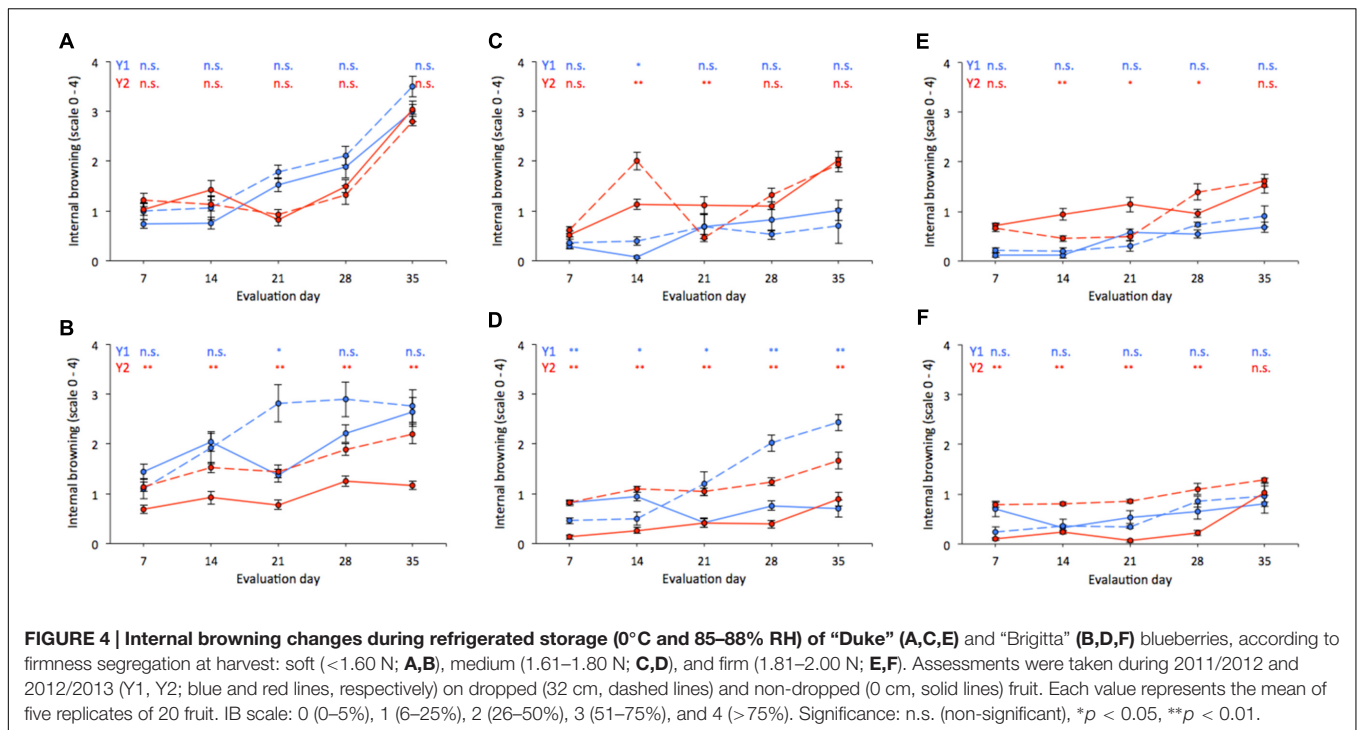 A
Y1 n.s. n.s. n.s. n.s. n.s.
Y2 n.s. n.s. n.s. n.s. n.s.
Internal browning (scale 0 - 4)
4
3
2
1
0
7 14 21 28 35
Evaluation day
C
Y1 n.s. * n.s. n.s. n.s.
Y2 n.s. ** ** n.s. n.s.
Internal browning (scale 0 - 4)
4
3
2
1
0
7 14 21 28 35
Evaluation day
E
Y1 n.s. n.s. n.s. n.s. n.s.
Y2 n.s. ** * * n.s.
Internal browning (scale 0 - 4)
4
3
2
1
0
7 14 21 28 35
Evaluation day
B
Y1 n.s. n.s. * n.s. n.s.
Y2 ** ** ** ** **
Internal browning (scale 0 - 4)
4
3
2
1
0
7 14 21 28 35
Evaluation day
D
Y1 ** * * ** **
Y2 ** ** ** ** **
Internal browning (scale 0 - 4)
4
3
2
1
0
7 14 21 28 35
Evaluation day
F
Y1 n.s. n.s. n.s. n.s. n.s.
Y2 ** ** ** ** n.s.
Internal browning (scale 0 - 4)
4
3
2
1
0
7 14 21 28 35
Evalaution day
FIGURE 4 | Internal browning changes during refrigerated storage (0°C and 85–88% RH) of “Duke” (A,C,E) and “Brigitta” (B,D,F) blueberries, according to
firmness segregation at harvest: soft (<1.60 N; A,B), medium (1.61–1.80 N; C,D), and firm (1.81–2.00 N; E,F). Assessments were taken during 2011/2012 and
2012/2013 (Y1, Y2; blue and red lines, respectively) on dropped (32 cm, dashed lines) and non-dropped (0 cm, solid lines) fruit. Each value represents the mean of
five replicates of 20 fruit. IB scale: 0 (0–5%), 1 (6–25%), 2 (26–50%), 3 (51–75%), and 4 (>75%). Significance: n.s. (non-significant), *p < 0.05, **p < 0.01.